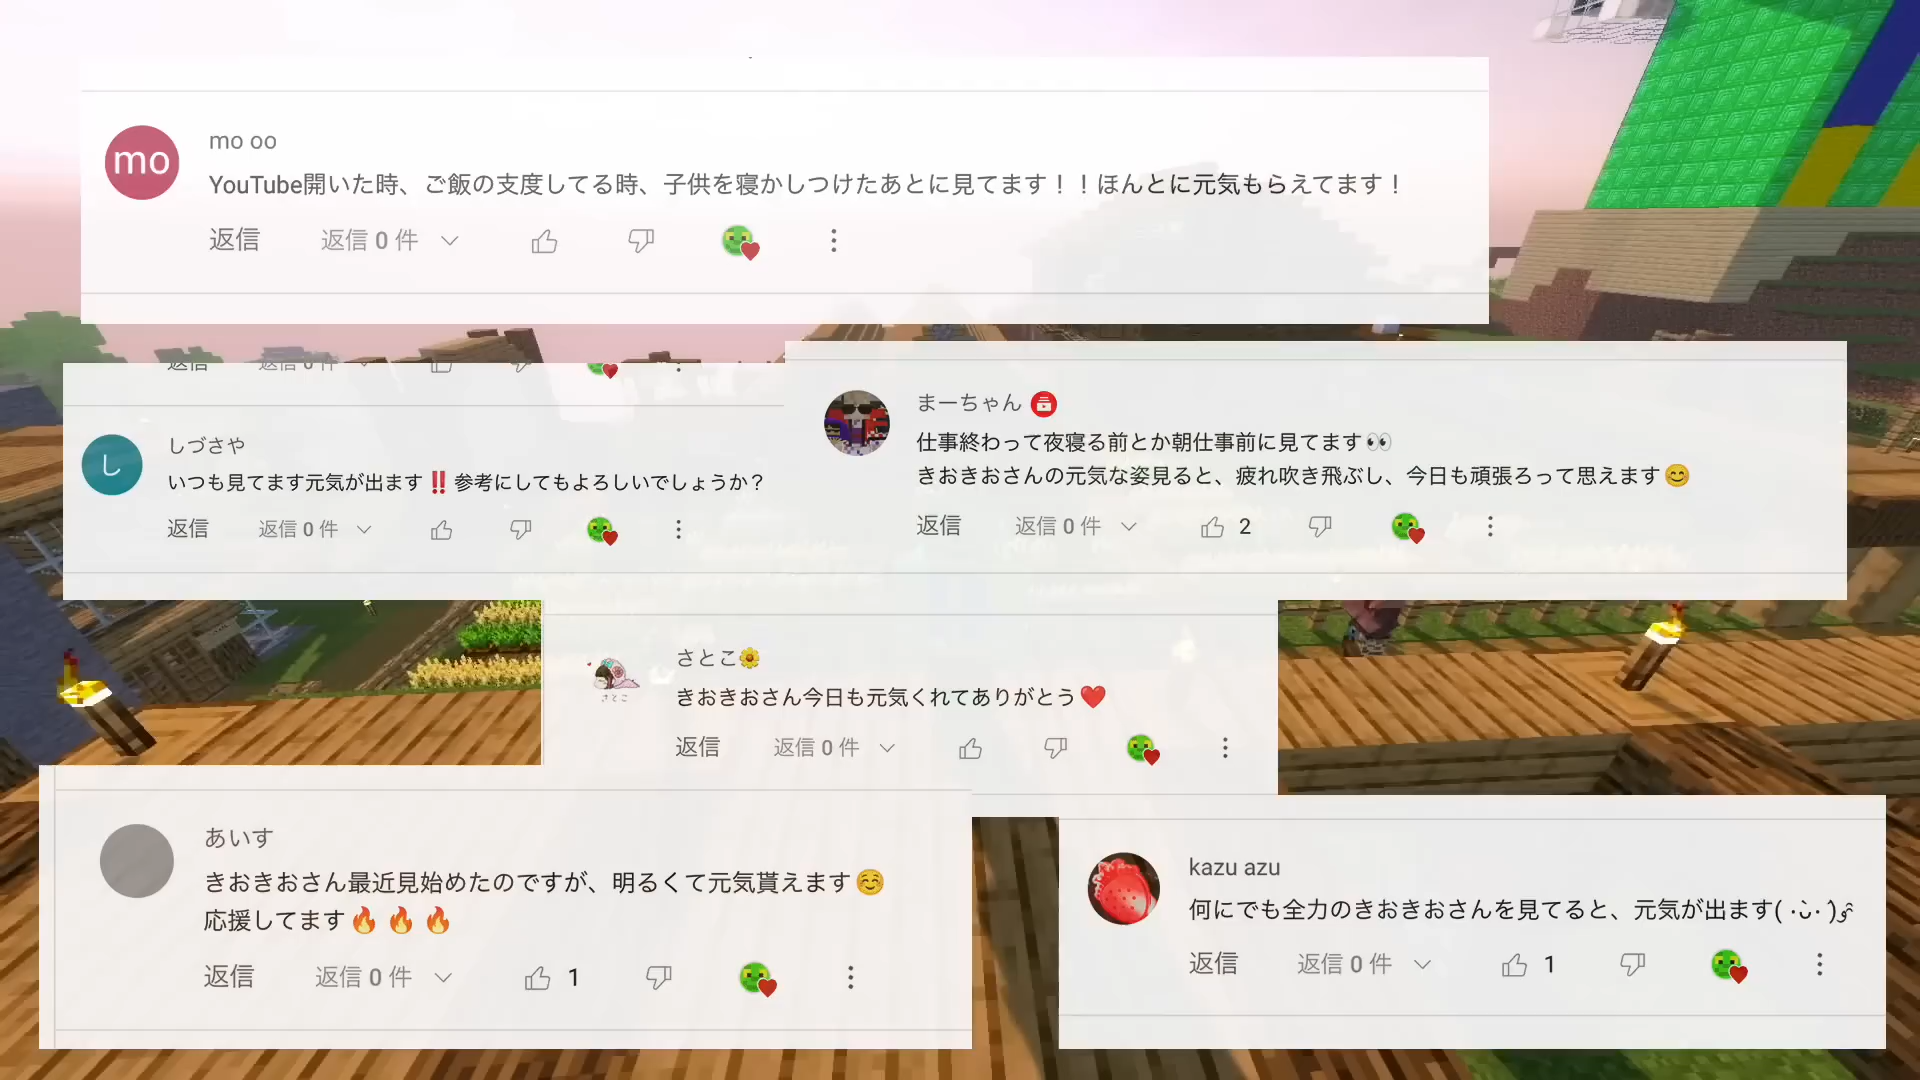 mo
mo oo
YouTube開いた時、ご飯の支度してる時、子供を寝かしつけたあとに見てます！！ほんとに元気もらえてます！
返信 返信 0 件
返信 返信 0 件
し
しづさや
いつも見てます元気が出ます‼️参考にしてもよろしいでしょうか？
返信 返信 0 件
まーちゃん
仕事終わって夜寝る前とか朝仕事前に見てます👀
きおきおさんの元気な姿見ると、疲れ吹き飛ぶし、今日も頑張ろって思えます😊
返信 返信 0 件 2
さとこ
さとこ🌼
きおきおさん今日も元気くれてありがとう❤️
返信 返信 0 件
あいす
きおきおさん最近見始めたのですが、明るくて元気貰えます☺️
応援してます🔥🔥🔥
返信 返信 0 件 1
kazu azu
何にでも全力のきおきおさんを見てると、元気が出ます( ˙ᵕ˙ )ｼﾞ
返信 返信 0 件 1